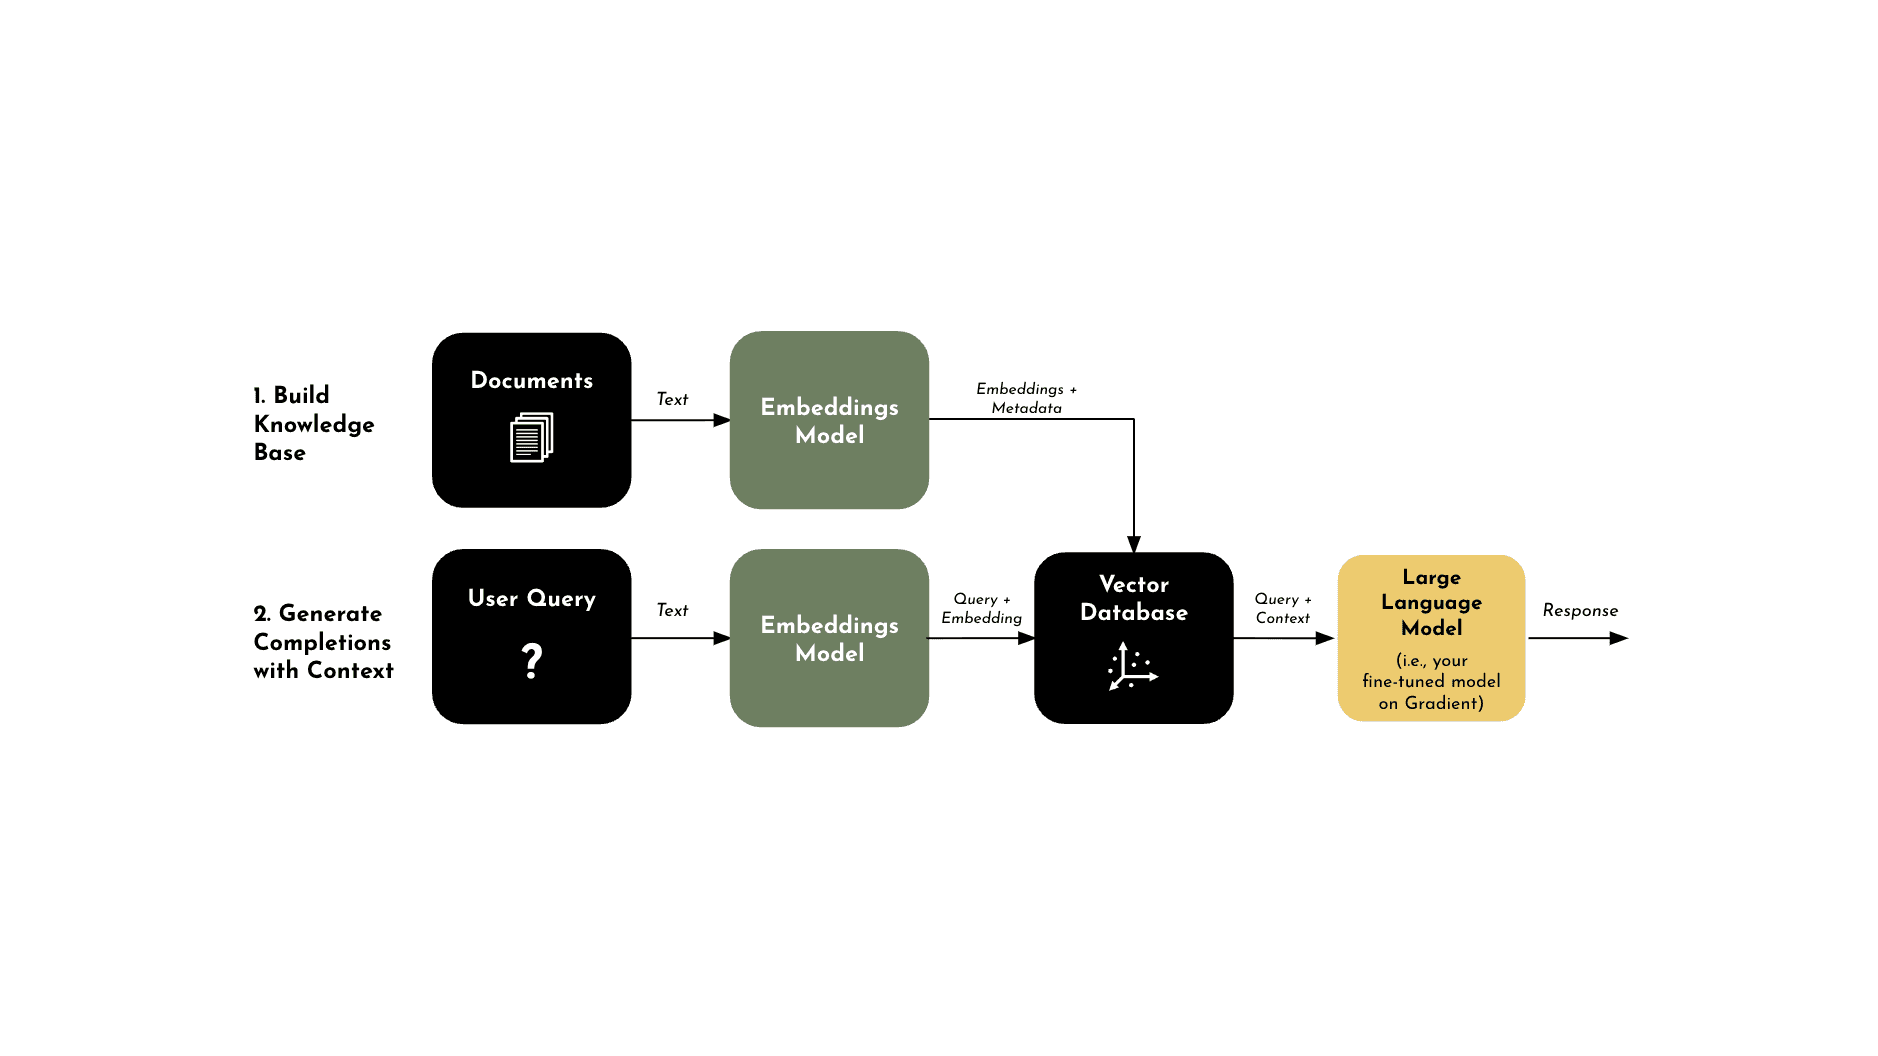 1. Build
Knowledge
Base
Documents
Text
Embeddings
Model
Embeddings +
Metadata
2. Generate
Completions
with Context
User Query
?
Text
Embeddings
Model
Query +
Embedding
Vector
Database
Query +
Context
Large
Language
Model
(i.e., your
fine-tuned model
on Gradient)
Response